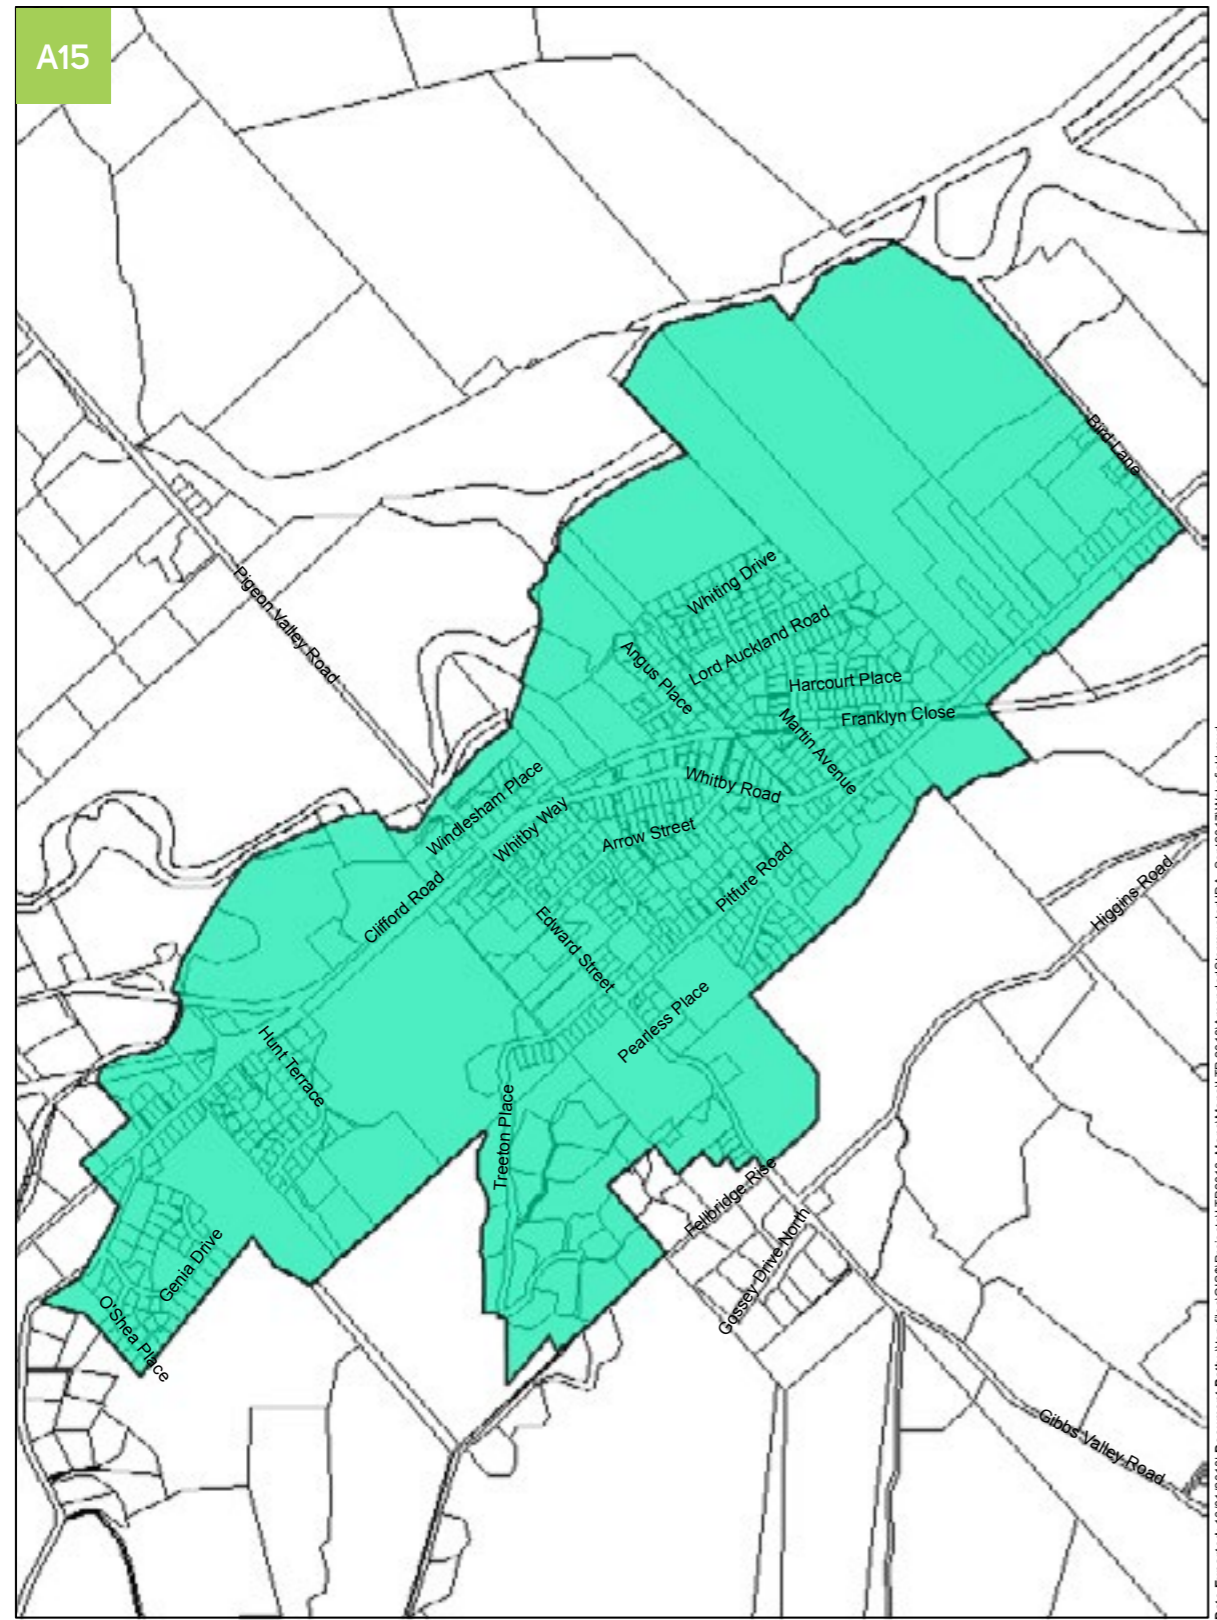 A15
Bird Lane
Whiting Drive
Pigeon Valley Road
Lord Auckland Road
Angus Place
Harcourt Place
Franklyn Close
Martin Avenue
Windlesham Place
Whitby Road
Whitby Way
Arrow Street
Clifford Road
Pitfure Road
Higgins Road
Edward Street
Pearless Place
Hunt Terrace
Treeton Place
Fellbridge Rise
Genia Drive
Gossey Drive North
O'Shea Place
Gibbs Valley Road